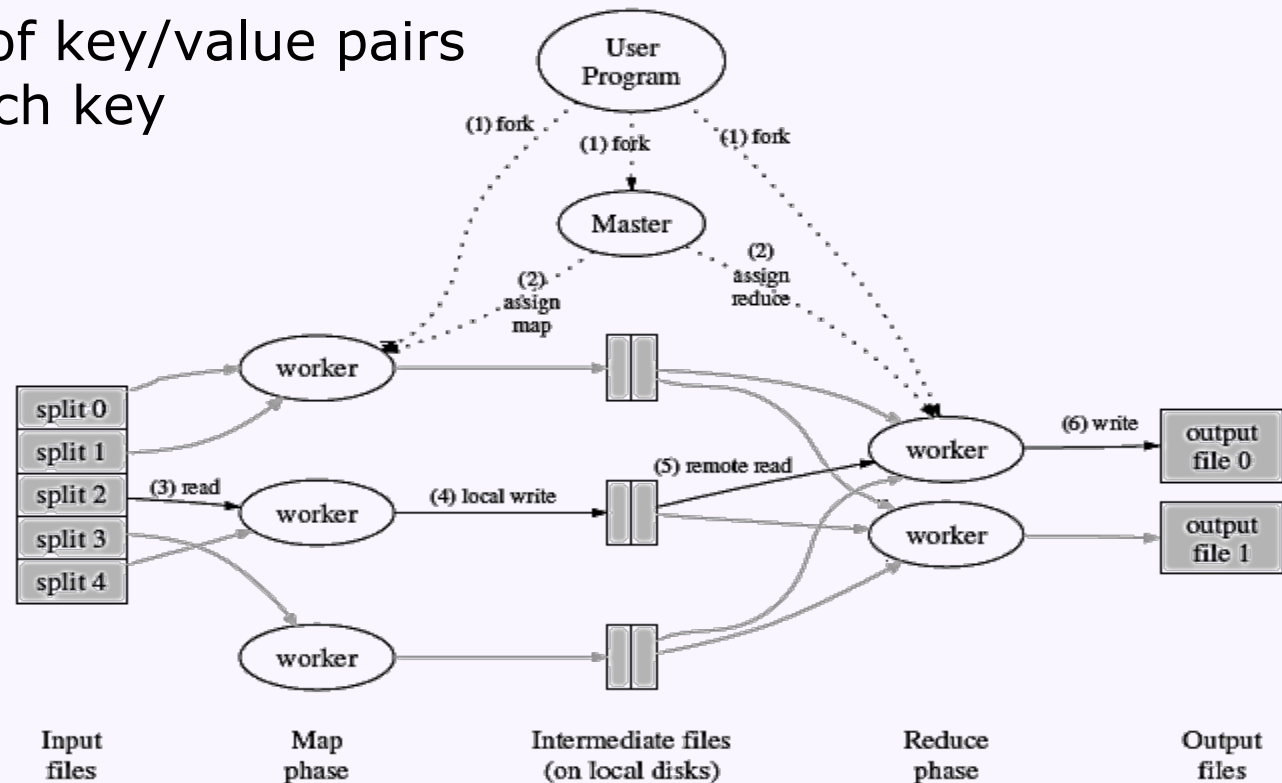 of key/value pairs
ch key
User
Program
(1) fork
(1) fork
(1) fork
Master
(2)
assign
map
(2)
assign
reduce
worker
split 0
split 1
split 2
split 3
split 4
(3) read
worker
(4) local write
worker
(5) remote read
worker
(6) write
output
file 0
worker
output
file 1
Input
files
Map
phase
Intermediate files
(on local disks)
Reduce
phase
Output
files